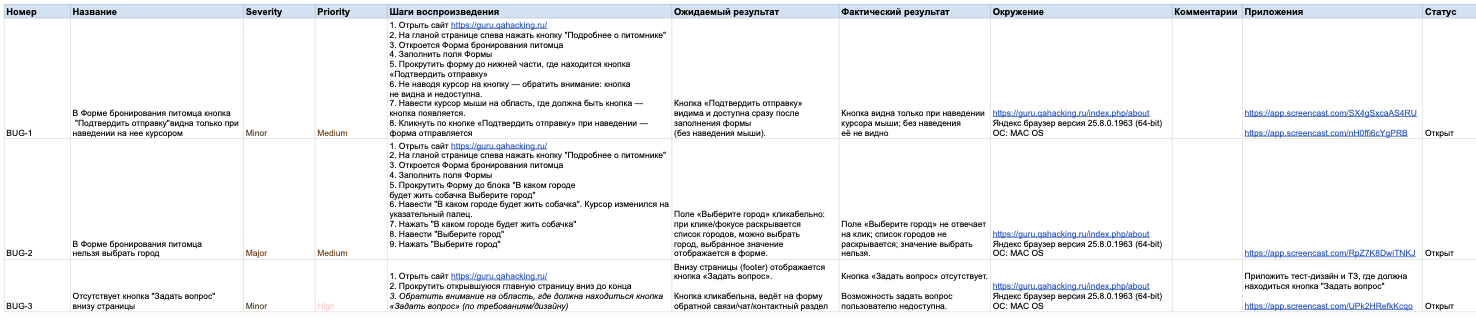 Номер Название Severity Priority Шаги воспроизведения Ожидаемый результат Фактический результат Окружение Комментарии Приложения Статус
BUG-1
В Форме бронирования питомца кнопка
"Подтвердить отправку"видна только при
наведении на нее курсором
Minor
Medium
1. Отрыть сайт https://guru.qahacking.ru/
2. На гланой странице слева нажать кнопку "Подробнее о питомнике"
3. Откроется Форма бронирования питомца
4. Заполнить поля Формы
5. Прокрутить форму до нижней части, где находится кнопка
«Подтвердить отправку»
6. Не наводя курсор на кнопку — обратить внимание: кнопка
не видна и недоступна.
7. Навести курсор мыши на область, где должна быть кнопка —
кнопка появляется.
8. Кликнуть по кнопке «Подтвердить отправку» при наведении —
форма отправляется
Кнопка «Подтвердить отправку»
видима и доступна сразу после
заполнения формы
(без наведения мыши).
Кнопка видна только при наведении
курсора мыши; без наведения
её не видно
https://guru.qahacking.ru/index.php/about
Яндекс браузер версия 25.8.0.1963 (64-bit)
ОС: MAC OS
https://app.screencast.com/SX4gSxcaAS4RU
https://app.screencast.com/nH0ffi6cYgPRB
Открыт
BUG-2
В Форме бронирования питомца
нельзя выбрать город
Major
Medium
1. Отрыть сайт https://guru.qahacking.ru/
2. На гланой странице слева нажать кнопку "Подробнее о питомнике"
3. Откроется Форма бронирования питомца
4. Заполнить поля Формы
5. Прокрутить Форму до блока "В каком городе
будет жить собачка Выберите город"
6. Навести "В каком городе будет жить собачка". Курсор изменился на
указательный палец.
7. Нажать "В каком городе будет жить собачка"
8. Навести "Выберите город"
9. Нажать "Выберите город"
Поле «Выберите город» кликабельно:
при клике/фокусе раскрывается
список городов, можно выбрать
город, выбранное значение
отображается в форме.
Поле «Выберите город» не отвечает
на клик; список городов не
раскрывается; значение выбрать
нельзя.
https://guru.qahacking.ru/index.php/about
Яндекс браузер версия 25.8.0.1963 (64-bit)
ОС: MAC OS
https://app.screencast.com/RpZ7K8DwiTNKJ
Открыт
BUG-3
Отсутствует кнопка "Задать вопрос"
внизу страницы
Minor
High
1. Отрыть сайт https://guru.qahacking.ru/
2. Прокрутить открывшуюся главную страницу вниз до конца
3. Обратить внимание на область, где должна находиться кнопка
«Задать вопрос» (по требованиям/дизайну)
Внизу страницы (footer) отображается
кнопка «Задать вопрос».
Кнопка кликабельна, ведёт на форму
обратной связи/чат/контактный раздел
Кнопка «Задать вопрос» отсутствует.
Возможность задать вопрос
пользователю недоступна.
https://guru.qahacking.ru/index.php/about
Яндекс браузер версия 25.8.0.1963 (64-bit)
ОС: MAC OS
Приложить тест-дизайн и ТЗ, где должна
находиться кнопка "Задать вопрос"
https://app.screencast.com/UPk2HRefkKcqo
Открыт